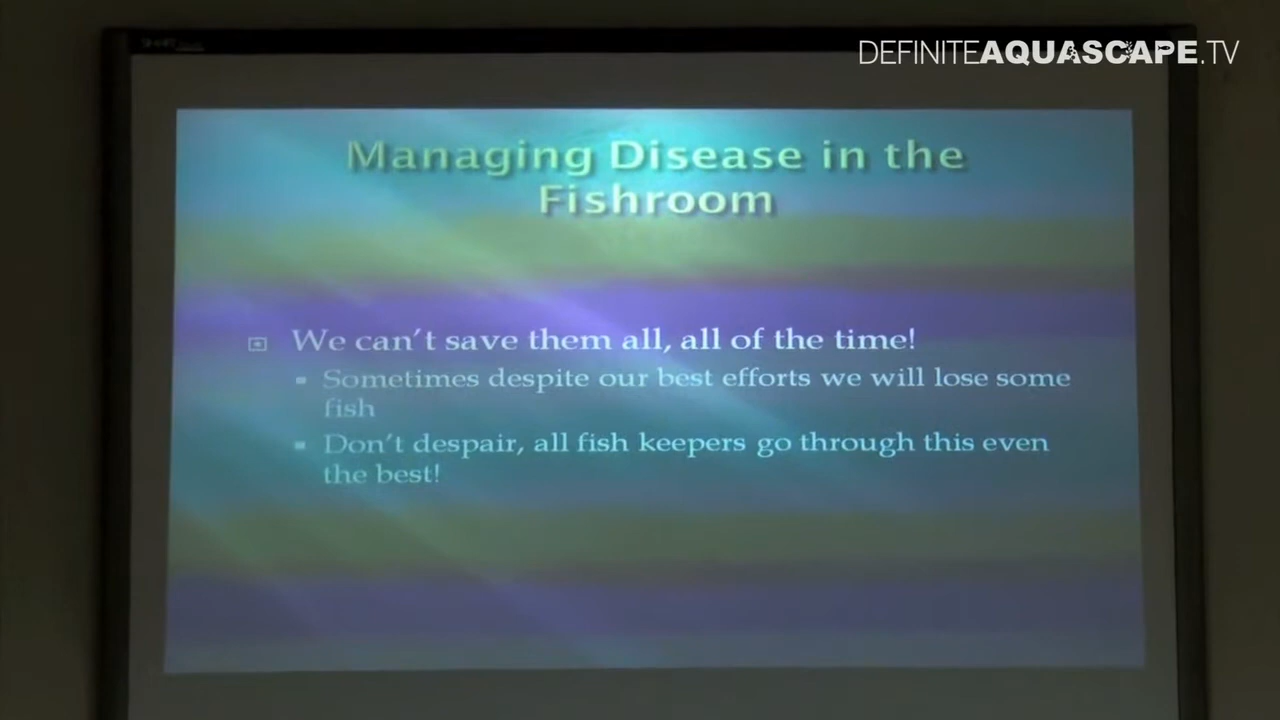 DEFINITEAQUASCAPE.TV
Managing Disease in the
Fishroom
We can't save them all, all of the time!
Sometimes despite our best efforts we will lose some
fish
Don't despair, all fish keepers go through this even
the best!